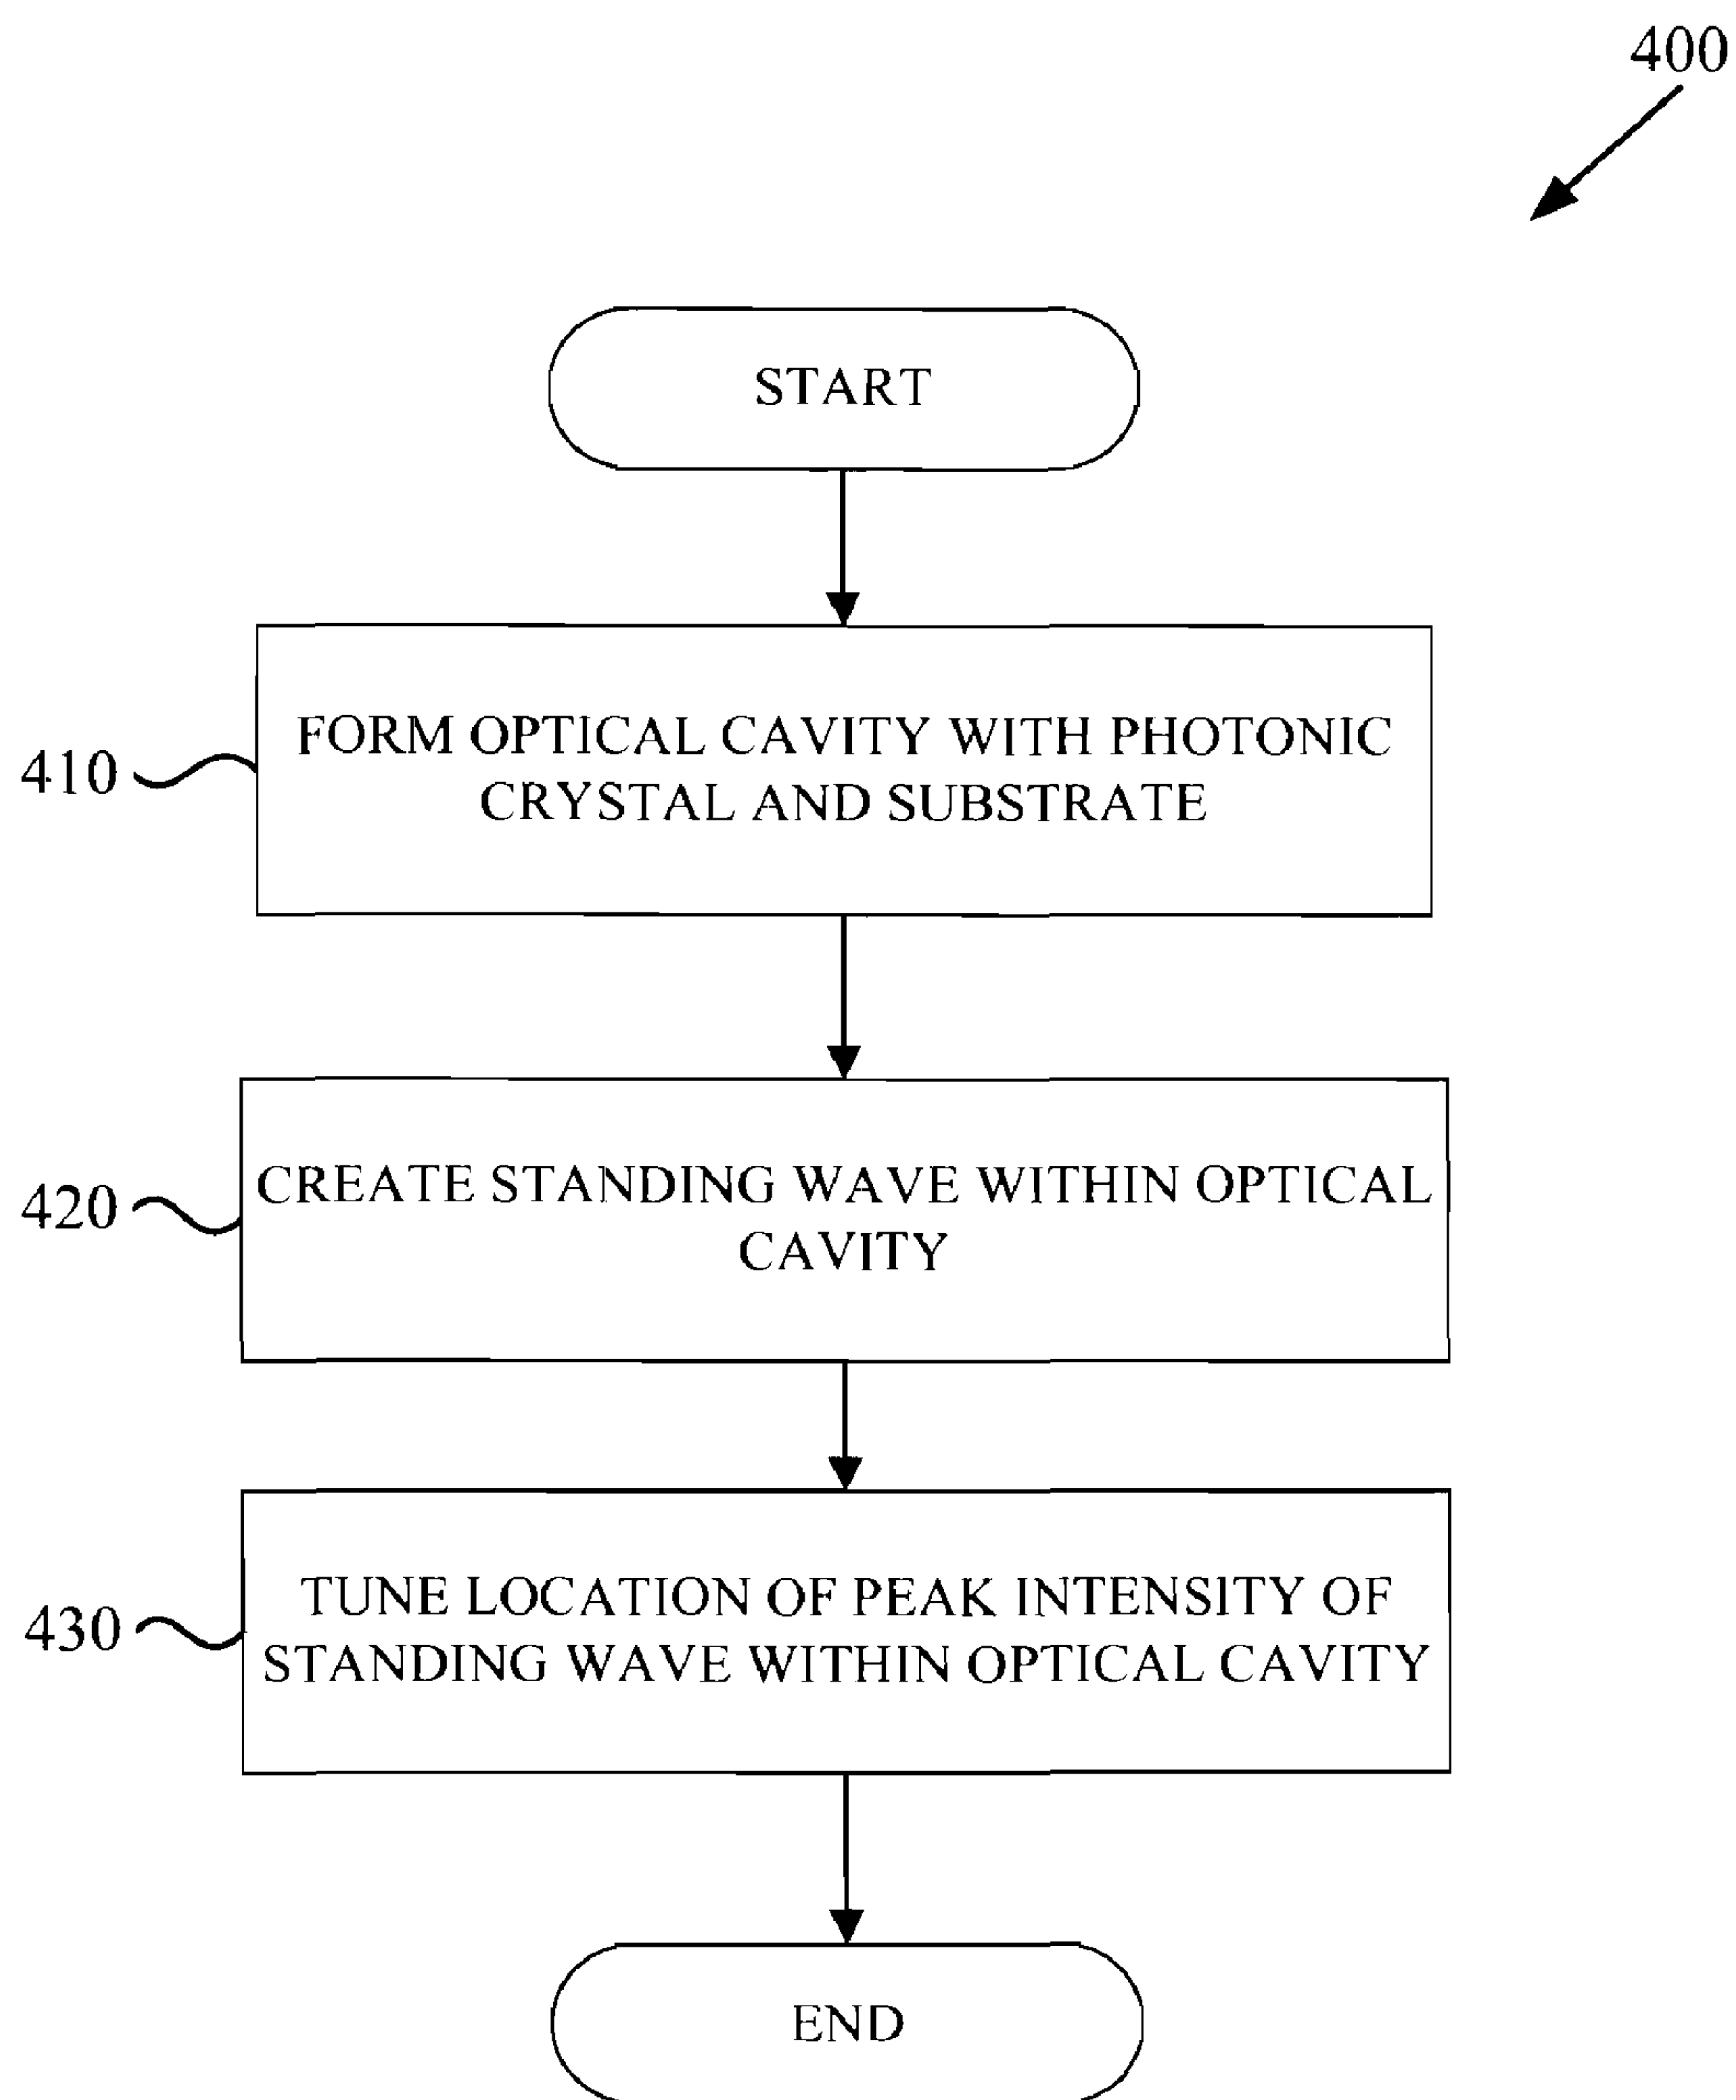 400
START
410
FORM OPTICAL CAVITY WITH PHOTONIC
CRYSTAL AND SUBSTRATE
420
CREATE STANDING WAVE WITHIN OPTICAL
CAVITY
430
TUNE LOCATION OF PEAK INTENSITY OF
STANDING WAVE WITHIN OPTICAL CAVITY
END